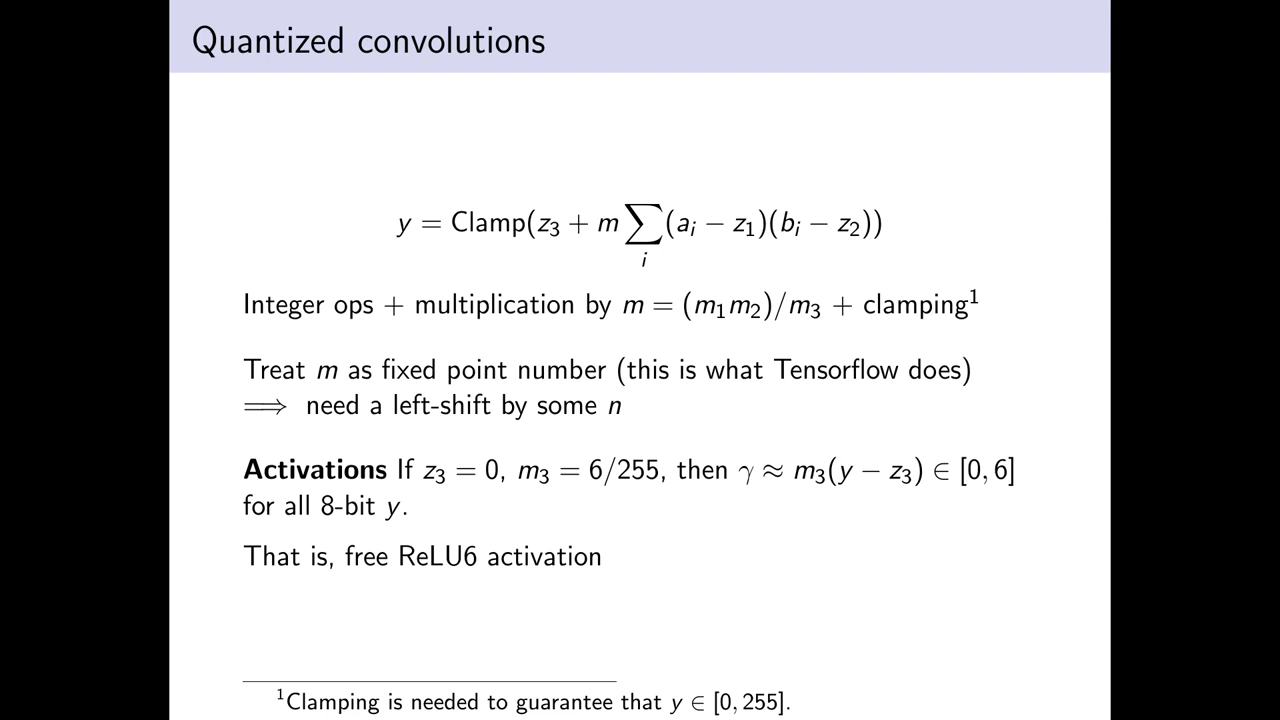 Quantized convolutions
y = Clamp(z₃ + m ∑ᵢ (aᵢ − z₁)(bᵢ − z₂))
Integer ops + multiplication by m = (m₁m₂)/m₃ + clamping¹
Treat m as fixed point number (this is what Tensorflow does)
⟹ need a left-shift by some n
Activations If z₃ = 0, m₃ = 6/255, then γ ≈ m₃(y − z₃) ∈ [0, 6]
for all 8-bit y.
That is, free ReLU6 activation
¹Clamping is needed to guarantee that y ∈ [0, 255].